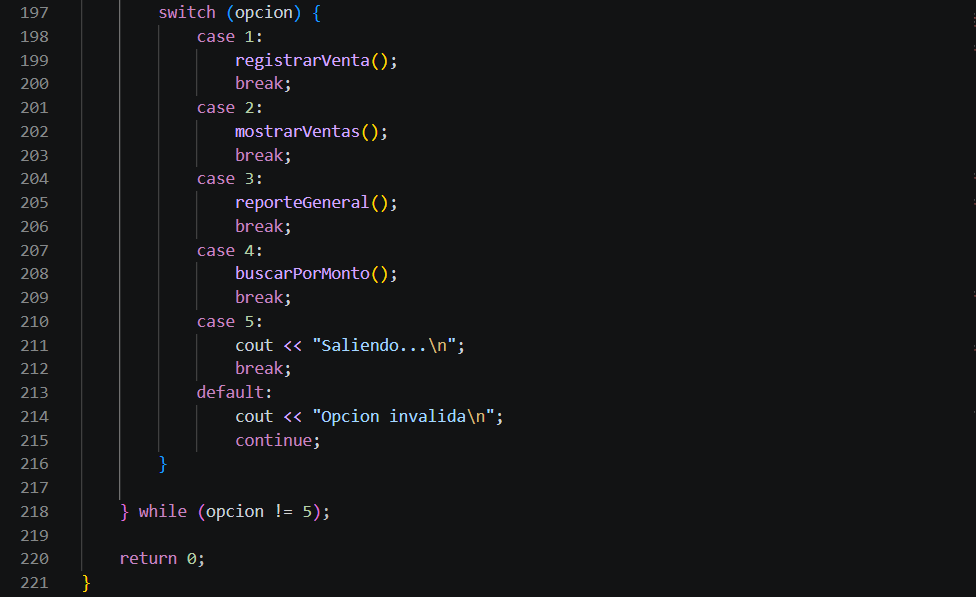 197 switch (opcion) {
198 case 1:
199 registrarVenta();
200 break;
201 case 2:
202 mostrarVentas();
203 break;
204 case 3:
205 reporteGeneral();
206 break;
207 case 4:
208 buscarPorMonto();
209 break;
210 case 5:
211 cout << "Saliendo...\n";
212 break;
213 default:
214 cout << "Opcion invalida\n";
215 continue;
216 }
217
218 } while (opcion != 5);
219
220 return 0;
221 }